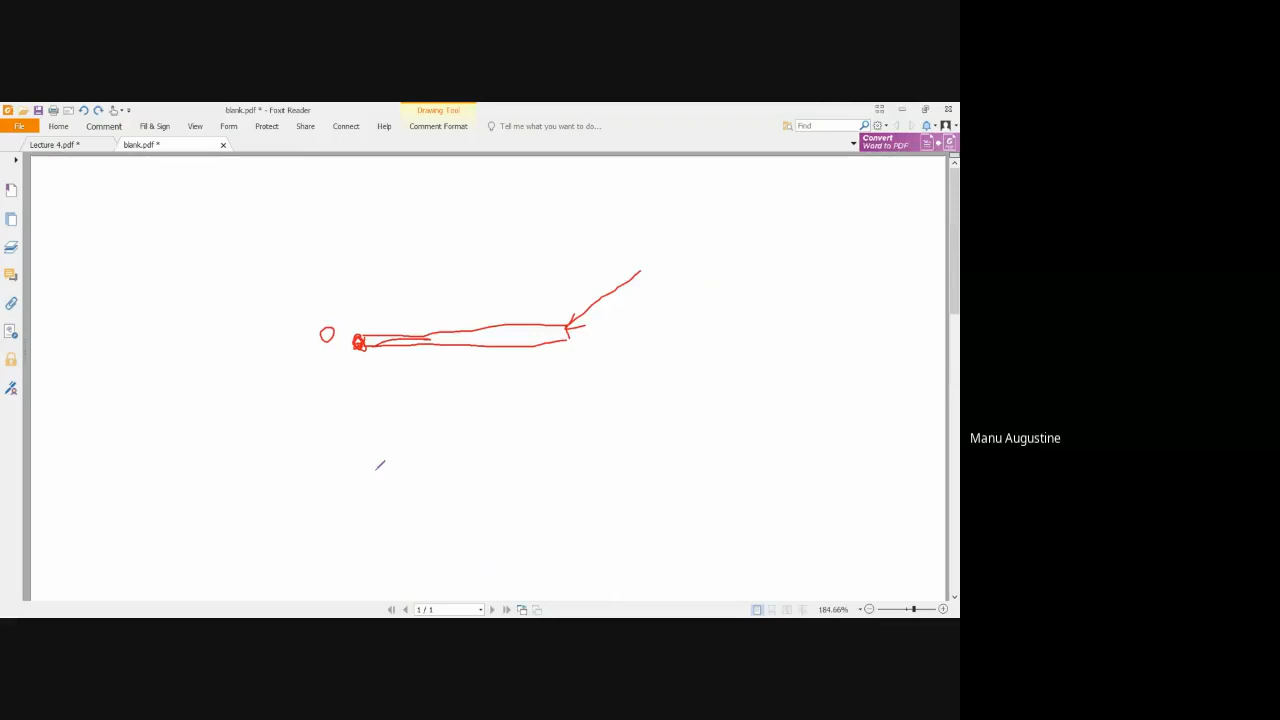 blank.pdf * - Foxit Reader
Drawing Tool
File Home Comment Fill & Sign View Form Protect Share Connect Help Comment Format Tell me what you want to do... Find
Lecture 4.pdf * blank.pdf * Convert Word to PDF
O
Manu Augustine
1 / 1 184.66%